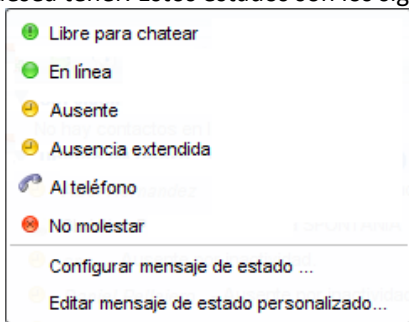 Libre para chatear
En línea
Ausente
Ausencia extendida
Al teléfono
No molestar
Configurar mensaje de estado ...
Editar mensaje de estado personalizado...